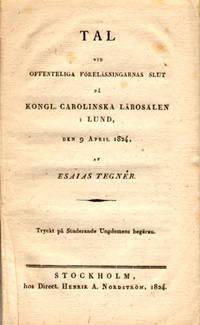 TAL
VID
OFFENTELIGA FÖRELÄSNINGARNAS SLUT
PÅ
KONGL. CAROLINSKA LÄROSALEN
I LUND,
DEN 9 APRIL 1824,
AF
ESAIAS TEGNÉR.
Tryckt på Studerande Ungdomens begäran.
STOCKHOLM,
hos Direct. HENRIK A. NORDSTRÖM, 1824.